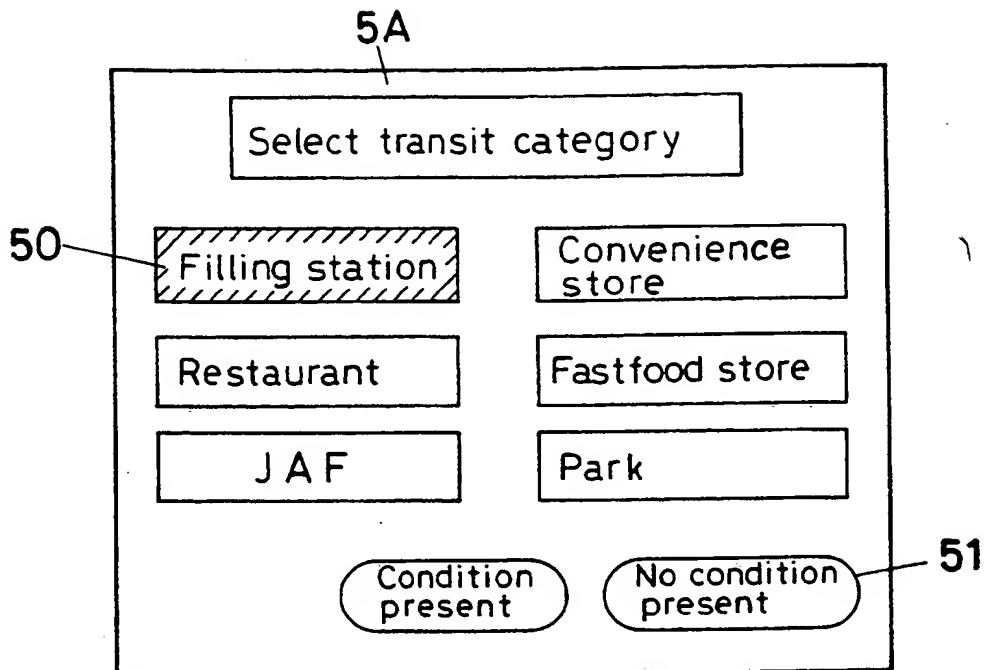 5A
Select transit category
50
Filling station
Convenience
store
Restaurant
Fastfood store
JAF
Park
Condition
present
No condition
present
51